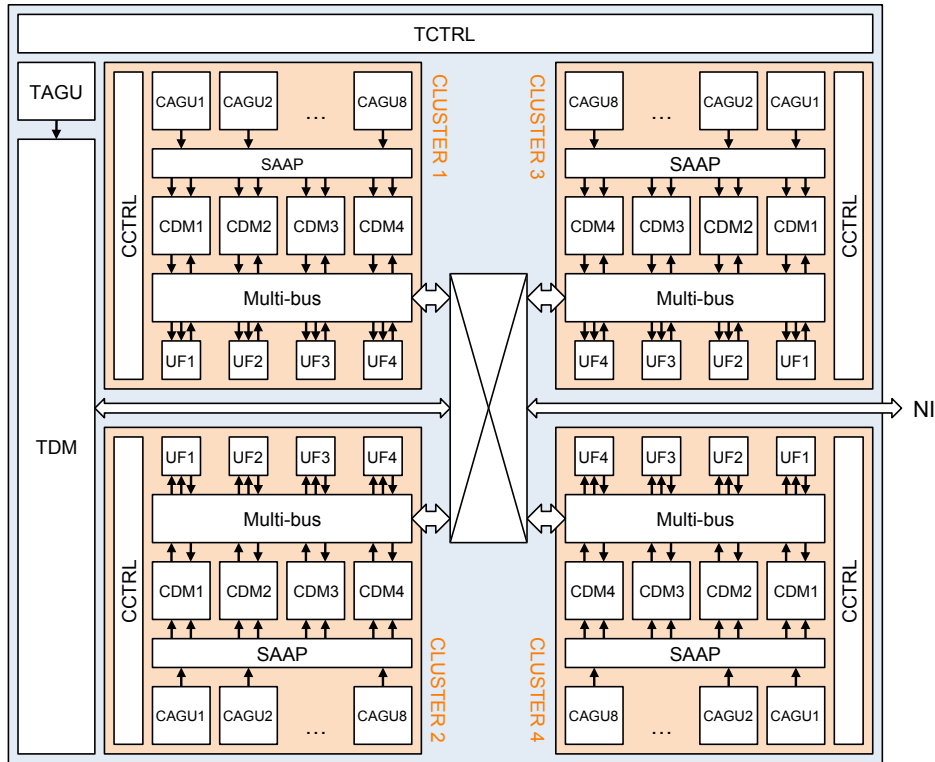 TCTRL
TAGU
TDM
CCTRL
CAGU1 CAGU2 ... CAGU8
SAAP
CDM1 CDM2 CDM3 CDM4
Multi-bus
UF1 UF2 UF3 UF4
CLUSTER 1
CLUSTER 3
CAGU8 ... CAGU2 CAGU1
SAAP
CDM4 CDM3 CDM2 CDM1
Multi-bus
UF4 UF3 UF2 UF1
CCTRL
NI
CCTRL
UF1 UF2 UF3 UF4
Multi-bus
CDM1 CDM2 CDM3 CDM4
SAAP
CAGU1 CAGU2 ... CAGU8
CLUSTER 2
CLUSTER 4
UF4 UF3 UF2 UF1
Multi-bus
CDM4 CDM3 CDM2 CDM1
SAAP
CAGU8 ... CAGU2 CAGU1
CCTRL